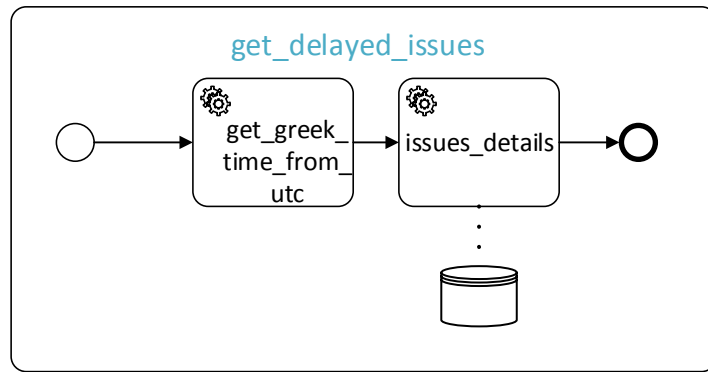 get_delayed_issues
get_greek_
time_from_
utc
issues_details